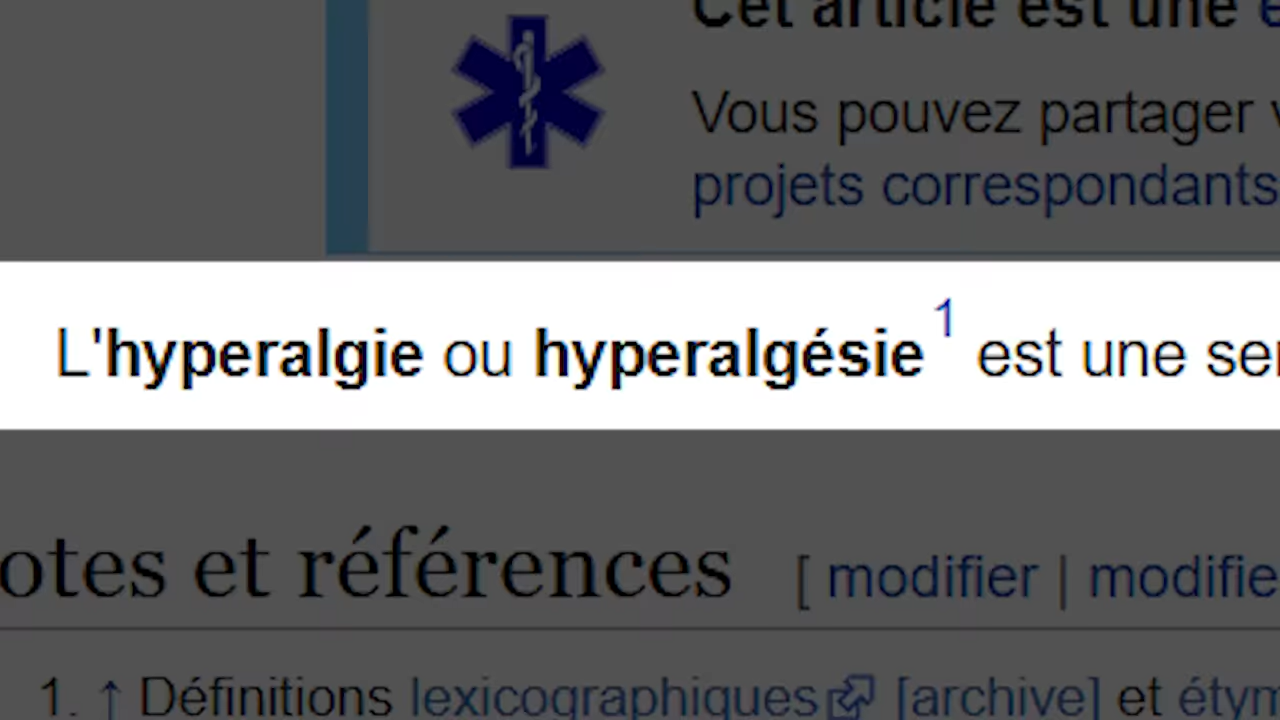 Cet article est une
Vous pouvez partager
projets correspondants
L'hyperalgie ou hyperalgésie 1 est une
otes et références [ modifier | modifie
1. ↑ Définitions lexicographiques [archive] et étym